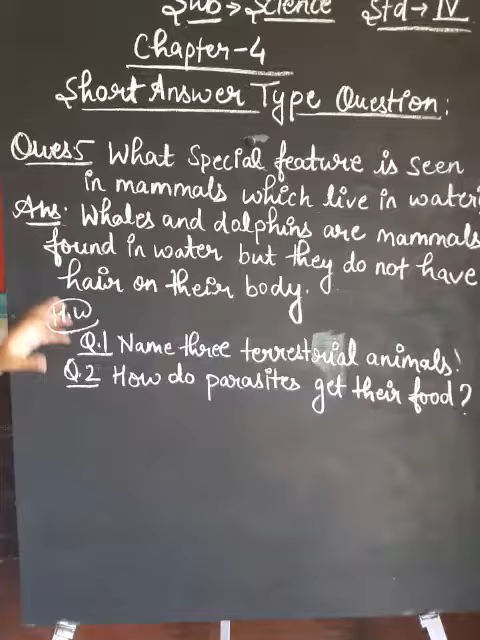 Sub → Science Std → IV
Chapter-4
Short Answer Type Question:
Ques5 What Special feature is seen
in mammals which live in water
Ans. Whales and dolphins are mammals
found in water but they do not have
hair on their body.
H.W
Q.1 Name three terrestorial animals!
Q.2 How do parasites get their food?